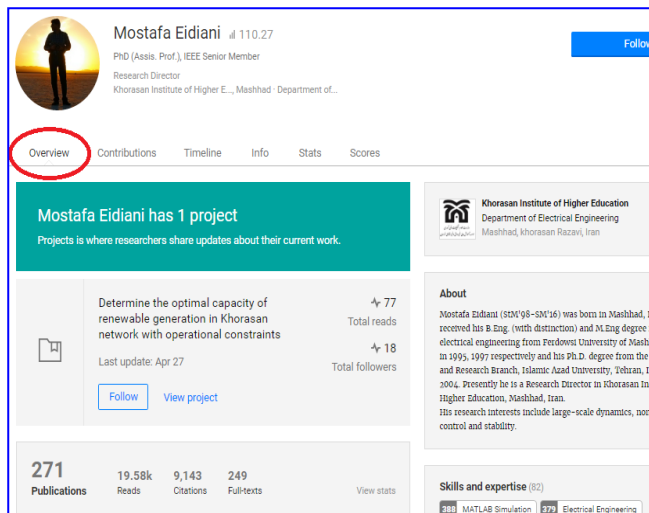 Mostafa Eidiani 110.27
PhD (Assis. Prof.), IEEE Senior Member
Research Director
Khorasan Institute of Higher E..., Mashhad · Department of...
Follow
Overview Contributions Timeline Info Stats Scores
Mostafa Eidiani has 1 project
Projects is where researchers share updates about their current work.
Determine the optimal capacity of
renewable generation in Khorasan
network with operational constraints
Last update: Apr 27
Follow View project
77
Total reads
18
Total followers
271
Publications
19.58k
Reads
9,143
Citations
249
Full-texts
View stats
Khorasan Institute of Higher Education
Department of Electrical Engineering
Mashhad, khorasan Razavi, Iran
About
Mostafa Eidiani (StM'98-SM'16) was born in Mashhad,
received his B.Eng. (with distinction) and M.Eng degree
electrical engineering from Ferdowsi University of Mash
in 1995, 1997 respectively and his Ph.D. degree from the
and Research Branch, Islamic Azad University, Tehran, I
2004. Presently he is a Research Director in Khorasan In
Higher Education, Mashhad, Iran.
His research interests include large-scale dynamics, non
control and stability.
Skills and expertise (82)
388 MATLAB Simulation 379 Electrical Engineering